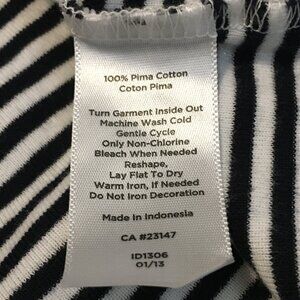 100% Pima Cotton
Coton Pima
Turn Garment Inside Out
Machine Wash Cold
Gentle Cycle
Only Non-Chlorine
Bleach When Needed
Reshape,
Lay Flat To Dry
Warm Iron, If Needed
Do Not Iron Decoration
Made In Indonesia
CA #23147
ID1306
01/13